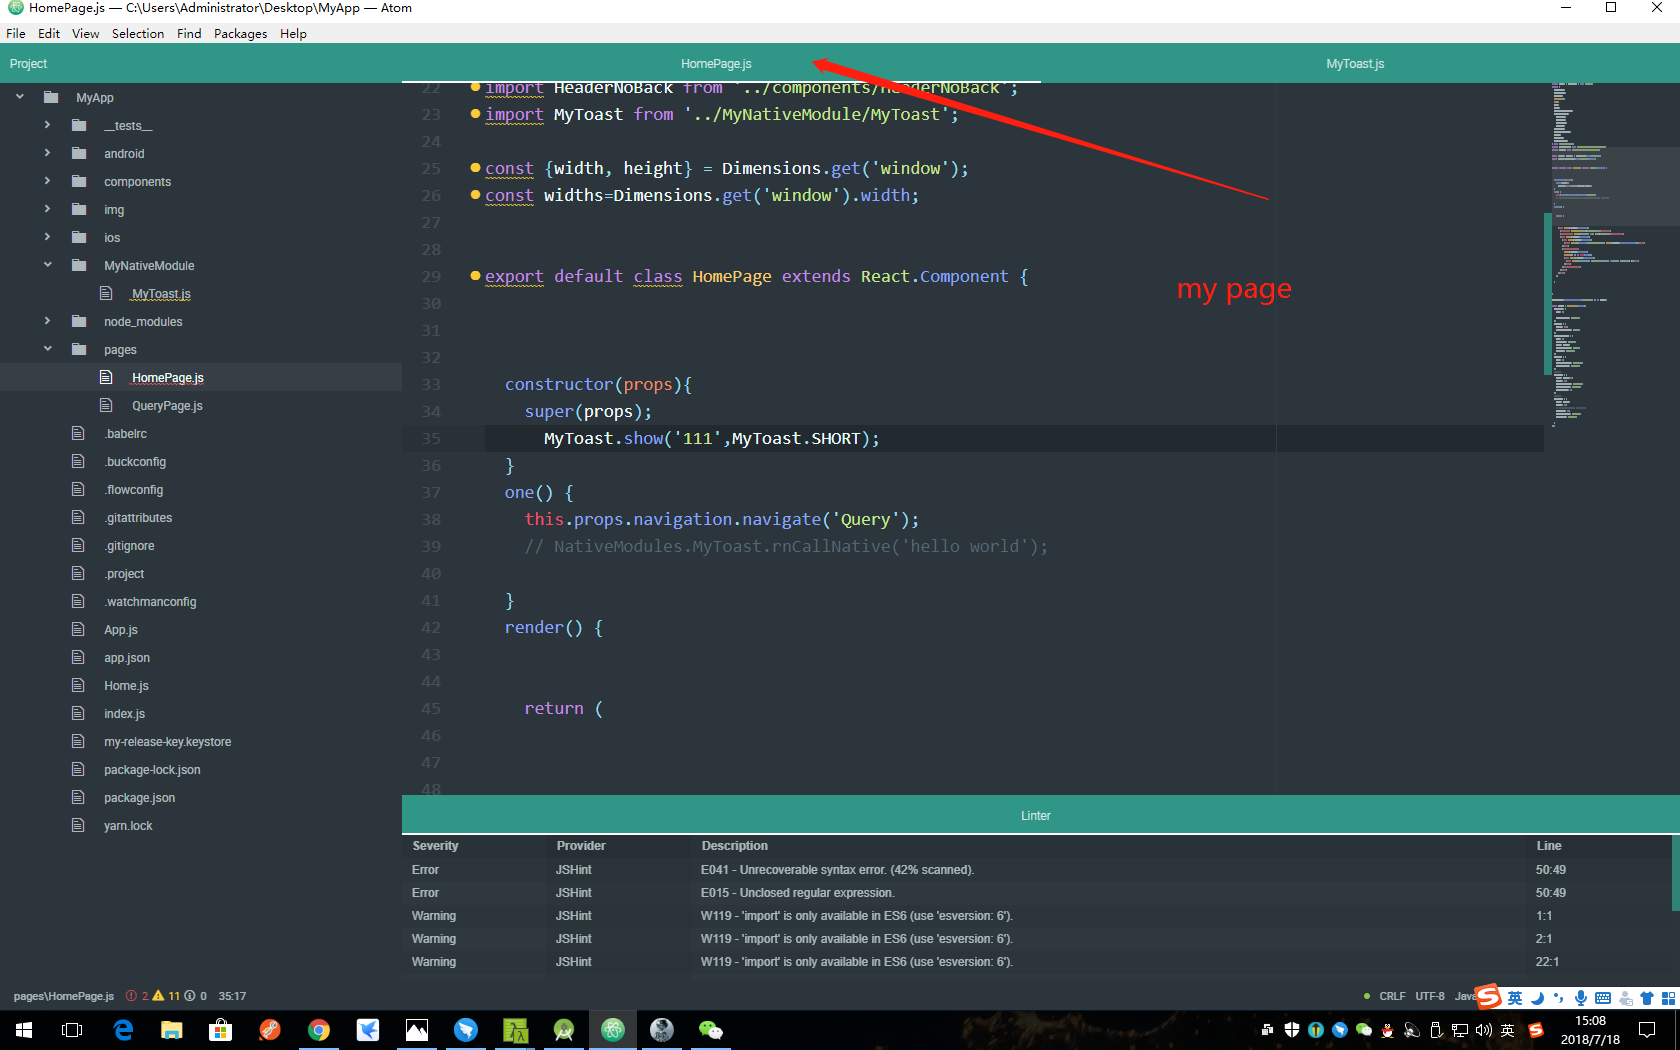 HomePage.js — C:\Users\Administrator\Desktop\MyApp — Atom
File Edit View Selection Find Packages Help
Project
HomePage.js
MyToast.js
MyApp
__tests__
android
components
img
ios
MyNativeModule
MyToast.js
node_modules
pages
HomePage.js
QueryPage.js
.babelrc
.buckconfig
.flowconfig
.gitattributes
.gitignore
.project
.watchmanconfig
App.js
app.json
Home.js
index.js
my-release-key.keystore
package-lock.json
package.json
yarn.lock
22 import HeaderNoBack from '../components/HeaderNoBack';
23 import MyToast from '../MyNativeModule/MyToast';
24
25 const {width, height} = Dimensions.get('window');
26 const widths=Dimensions.get('window').width;
27
28
29 export default class HomePage extends React.Component {
30
31
32
33 constructor(props){
34 super(props);
35 MyToast.show('111',MyToast.SHORT);
36 }
37 one() {
38 this.props.navigation.navigate('Query');
39 // NativeModules.MyToast.rnCallNative('hello world');
40
41 }
42 render() {
43
44
45 return (
46
47
48
my page
Linter
Severity Provider Description Line
Error JSHint E041 - Unrecoverable syntax error. (42% scanned). 50:49
Error JSHint E015 - Unclosed regular expression. 50:49
Warning JSHint W119 - 'import' is only available in ES6 (use 'esversion: 6'). 1:1
Warning JSHint W119 - 'import' is only available in ES6 (use 'esversion: 6'). 2:1
Warning JSHint W119 - 'import' is only available in ES6 (use 'esversion: 6'). 22:1
pages\HomePage.js 2 11 0 35:17
CRLF UTF-8 Java
英
英
15:08
2018/7/18